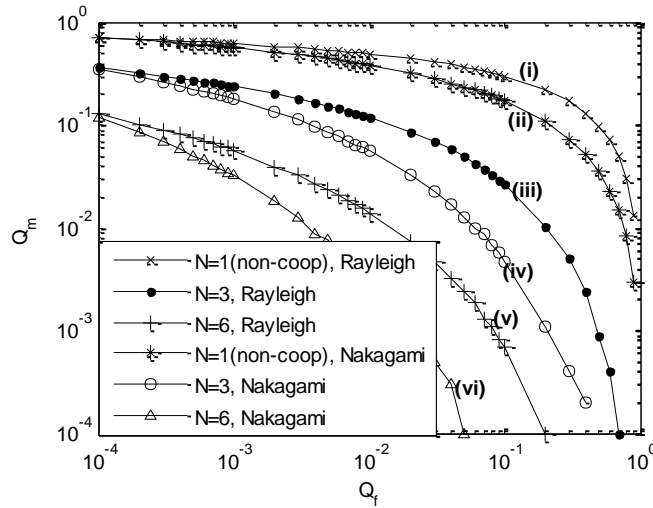 10^0
10^-1
10^-2
10^-3
10^-4
Q_m
(i)
(ii)
(iii)
(iv)
(v)
(vi)
N=1(non-coop), Rayleigh
N=3, Rayleigh
N=6, Rayleigh
N=1(non-coop), Nakagami
N=3, Nakagami
N=6, Nakagami
10^-4 10^-3 10^-2 10^-1 10^0
Q_f